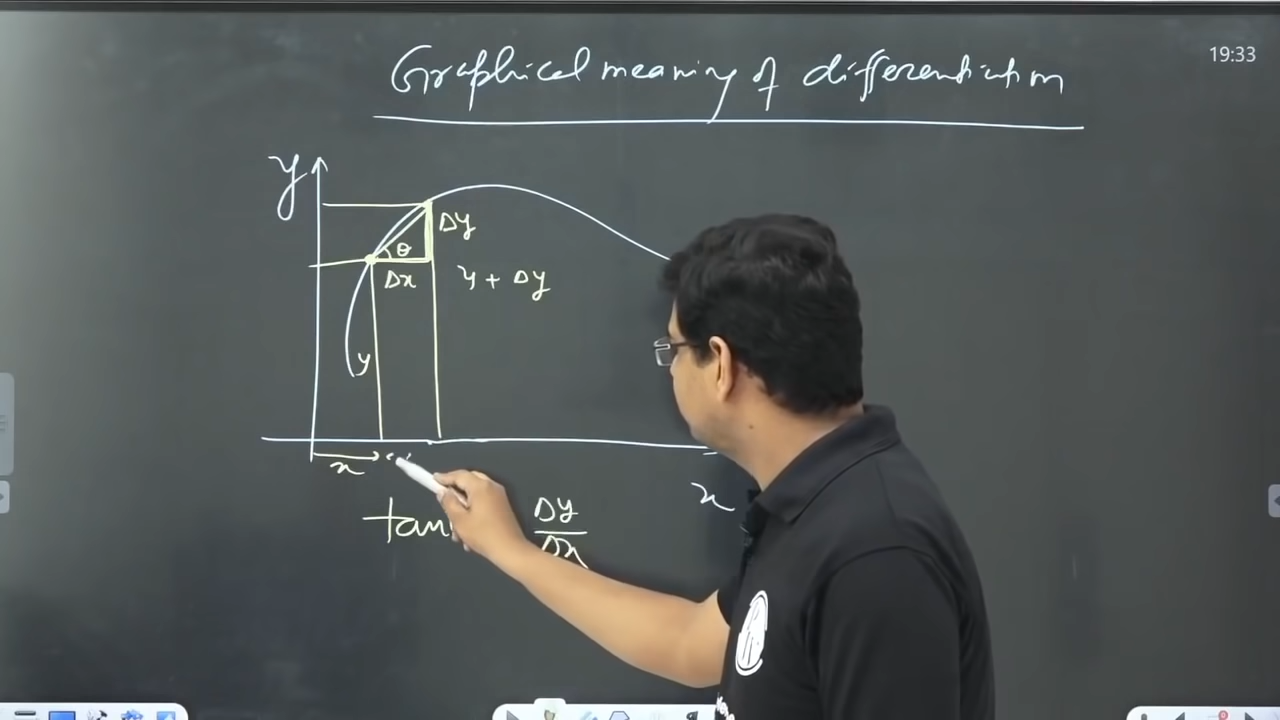 19:33
Graphical meaning of differentiation
y
Δy
θ
Δx
y + Δy
y
x
x
tan
Δy
Δx